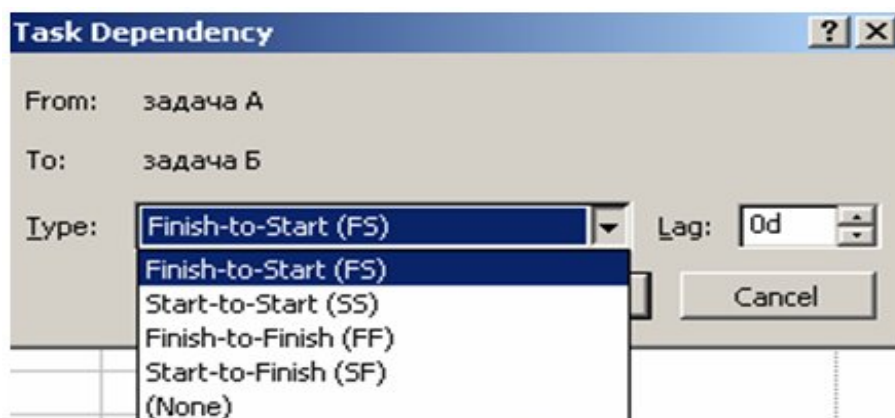 Task Dependency
From: задача А
To: задача Б
Type: Finish-to-Start (FS) Lag: 0d
Finish-to-Start (FS)
Start-to-Start (SS)
Cancel
Finish-to-Finish (FF)
Start-to-Finish (SF)
(None)